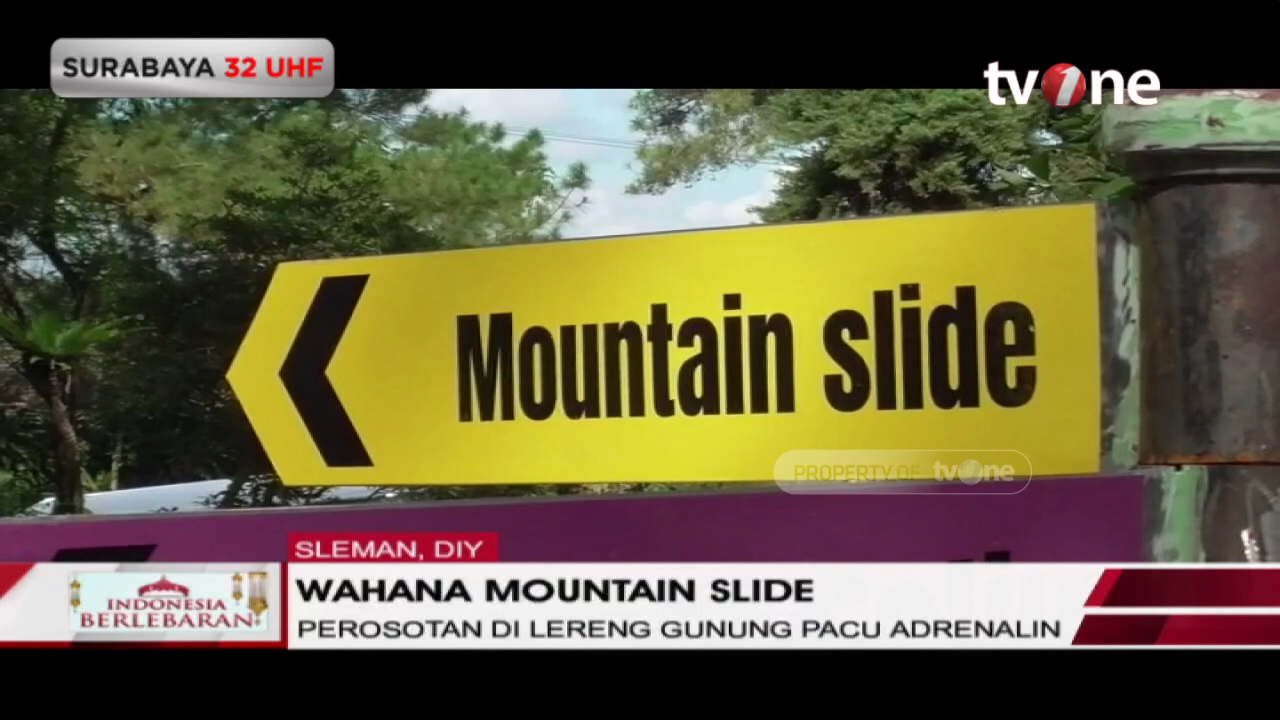 SURABAYA 32 UHF
tvOne
Mountain slide
PROPERTY OF tvOne
SLEMAN, DIY
INDONESIA
BERLEBARAN
WAHANA MOUNTAIN SLIDE
PEROSOTAN DI LERENG GUNUNG PACU ADRENALIN